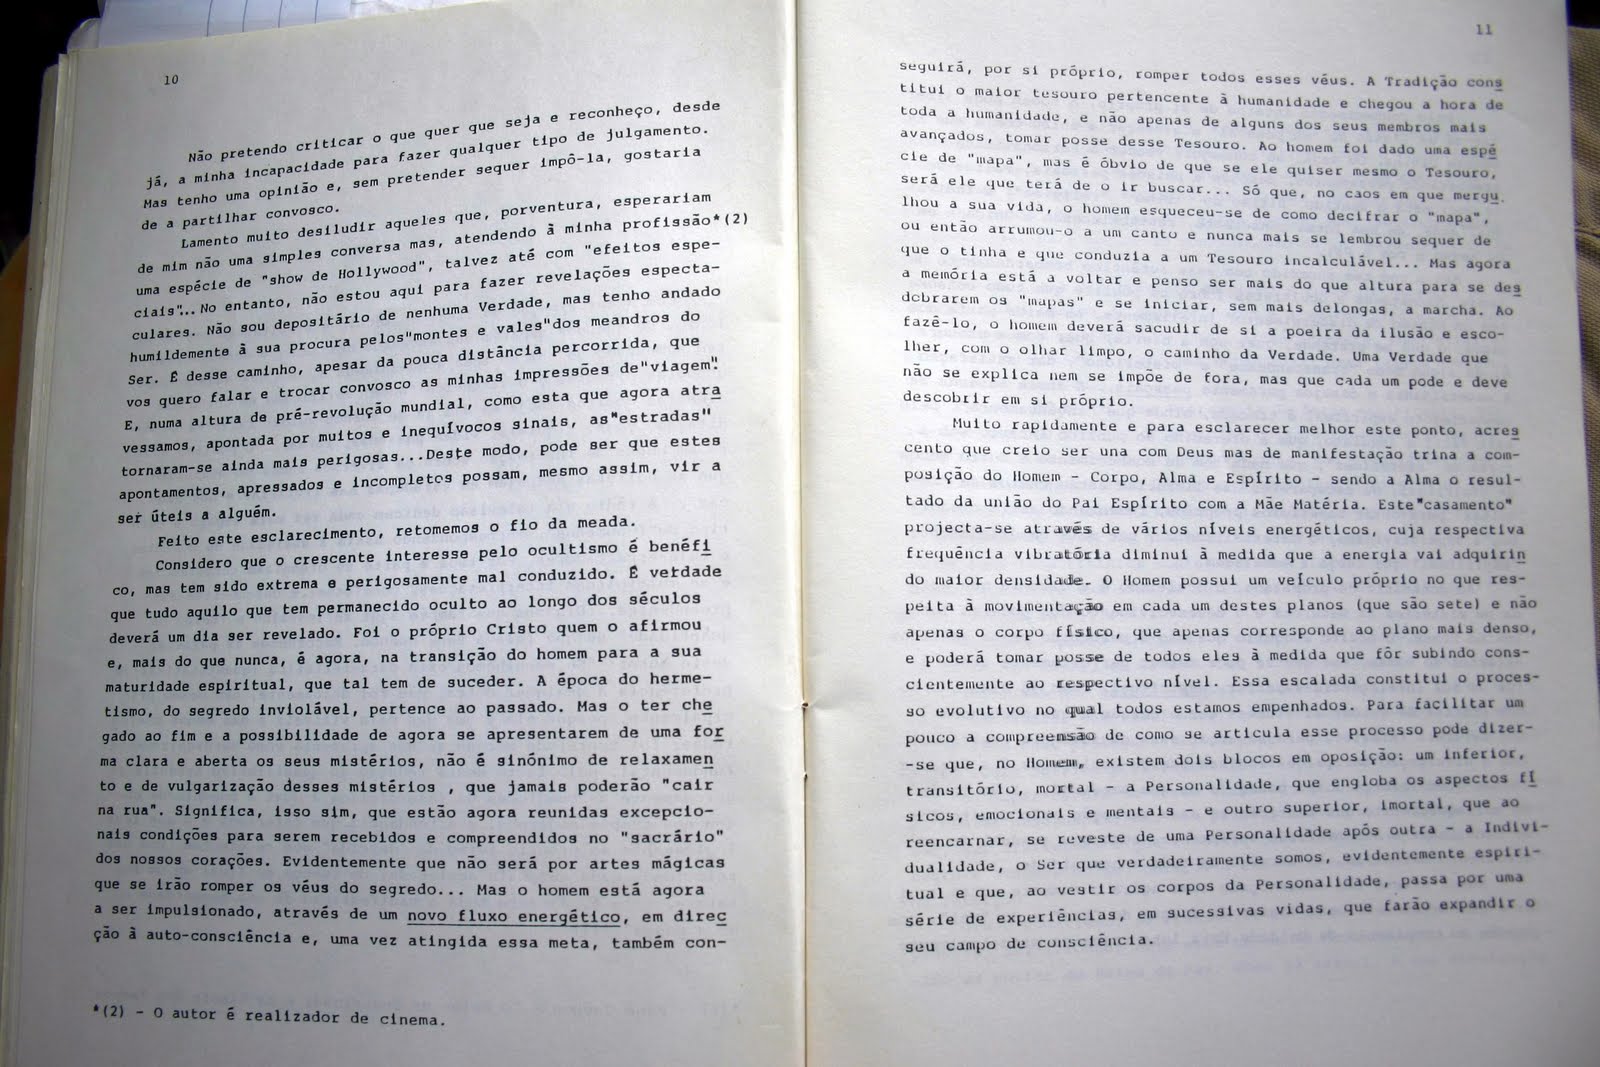 10
Não pretendo criticar o que quer que seja e reconheço, desde
já, a minha incapacidade para fazer qualquer tipo de julgamento.
Mas tenho uma opinião e, sem pretender sequer impô-la, gostaria
de a partilhar convosco.
Lamento muito desiludir aqueles que, porventura, esperariam
de mim não uma simples conversa mas, atendendo à minha profissão*(2)
uma espécie de "show de Hollywood", talvez até com "efeitos espe-
ciais"... No entanto, não estou aqui para fazer revelações especta-
culares. Não sou depositário de nenhuma Verdade, mas tenho andado
humildemente à sua procura pelos"montes e vales"dos meandros do
Ser. É desse caminho, apesar da pouca distância percorrida, que
vos quero falar e trocar convosco as minhas impressões de"viagem".
E, numa altura de pré-revolução mundial, como esta que agora atra
vessamos, apontada por muitos e inequívocos sinais, as"estradas"
tornaram-se ainda mais perigosas...Deste modo, pode ser que estes
apontamentos, apressados e incompletos possam, mesmo assim, vir a
ser úteis a alguém.
Feito este esclarecimento, retomemos o fio da meada.
Considero que o crescente interesse pelo ocultismo é benéfi
co, mas tem sido extrema e perigosamente mal conduzido. É verdade
que tudo aquilo que tem permanecido oculto ao longo dos séculos
deverá um dia ser revelado. Foi o próprio Cristo quem o afirmou
e, mais do que nunca, é agora, na transição do homem para a sua
maturidade espiritual, que tal tem de suceder. A época do herme-
tismo, do segredo inviolável, pertence ao passado. Mas o ter che
gado ao fim e a possibilidade de agora se apresentarem de uma for
ma clara e aberta os seus mistérios, não é sinónimo de relaxamen
to e de vulgarização desses mistérios , que jamais poderão "cair
na rua". Significa, isso sim, que estão agora reunidas excepcio-
nais condições para serem recebidos e compreendidos no "sacrário"
dos nossos corações. Evidentemente que não será por artes mágicas
que se irão romper os véus do segredo... Mas o homem está agora
a ser impulsionado, através de um novo fluxo energético, em direc
ção à auto-consciência e, uma vez atingida essa meta, também con-
*(2) - O autor é realizador de cinema.
11
seguirá, por si próprio, romper todos esses véus. A Tradição cons
titui o maior tesouro pertencente à humanidade e chegou a hora de
toda a humanidade, e não apenas de alguns dos seus membros mais
avançados, tomar posse desse Tesouro. Ao homem foi dado uma espé
cie de "mapa", mas é óbvio de que se ele quiser mesmo o Tesouro,
será ele que terá de o ir buscar... Só que, no caos em que mergu
lhou a sua vida, o homem esqueceu-se de como decifrar o "mapa",
ou então arrumou-o a um canto e nunca mais se lembrou sequer de
que o tinha e que conduzia a um Tesouro incalculável... Mas agora
a memória está a voltar e penso ser mais do que altura para se des
dobrarem os "mapas" e se iniciar, sem mais delongas, a marcha. Ao
fazê-lo, o homem deverá sacudir de si a poeira da ilusão e esco-
lher, com o olhar limpo, o caminho da Verdade. Uma Verdade que
não se explica nem se impõe de fora, mas que cada um pode e deve
descobrir em si próprio.
Muito rapidamente e para esclarecer melhor este ponto, acres
cento que creio ser una com Deus mas de manifestação trina a com-
posição do Homem - Corpo, Alma e Espírito - sendo a Alma o resul-
tado da união do Pai Espírito com a Mãe Matéria. Este"casamento"
projecta-se através de vários níveis energéticos, cuja respectiva
frequência vibratória diminui à medida que a energia vai adquirin
do maior densidade. O Homem possui um veículo próprio no que res-
peita à movimentação em cada um destes planos (que são sete) e não
apenas o corpo físico, que apenas corresponde ao plano mais denso,
e poderá tomar posse de todos eles à medida que fôr subindo cons-
cientemente ao respectivo nível. Essa escalada constitui o proces-
so evolutivo no qual todos estamos empenhados. Para facilitar um
pouco a compreensão de como se articula esse processo pode dizer-
-se que, no Homem, existem dois blocos em oposição: um inferior,
transitório, mortal - a Personalidade, que engloba os aspectos fí
sicos, emocionais e mentais - e outro superior, imortal, que ao
reencarnar, se reveste de uma Personalidade após outra - a Indivi-
dualidade, o Ser que verdadeiramente somos, evidentemente espiri-
tual e que, ao vestir os corpos da Personalidade, passa por uma
série de experiências, em sucessivas vidas, que farão expandir o
seu campo de consciência.